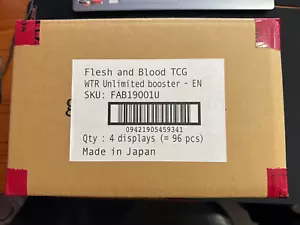 Flesh and Blood TCG
WTR Unlimited booster - EN
SKU: FAB19001U
09421905459341
Qty : 4 displays (= 96 pcs)
Made in Japan